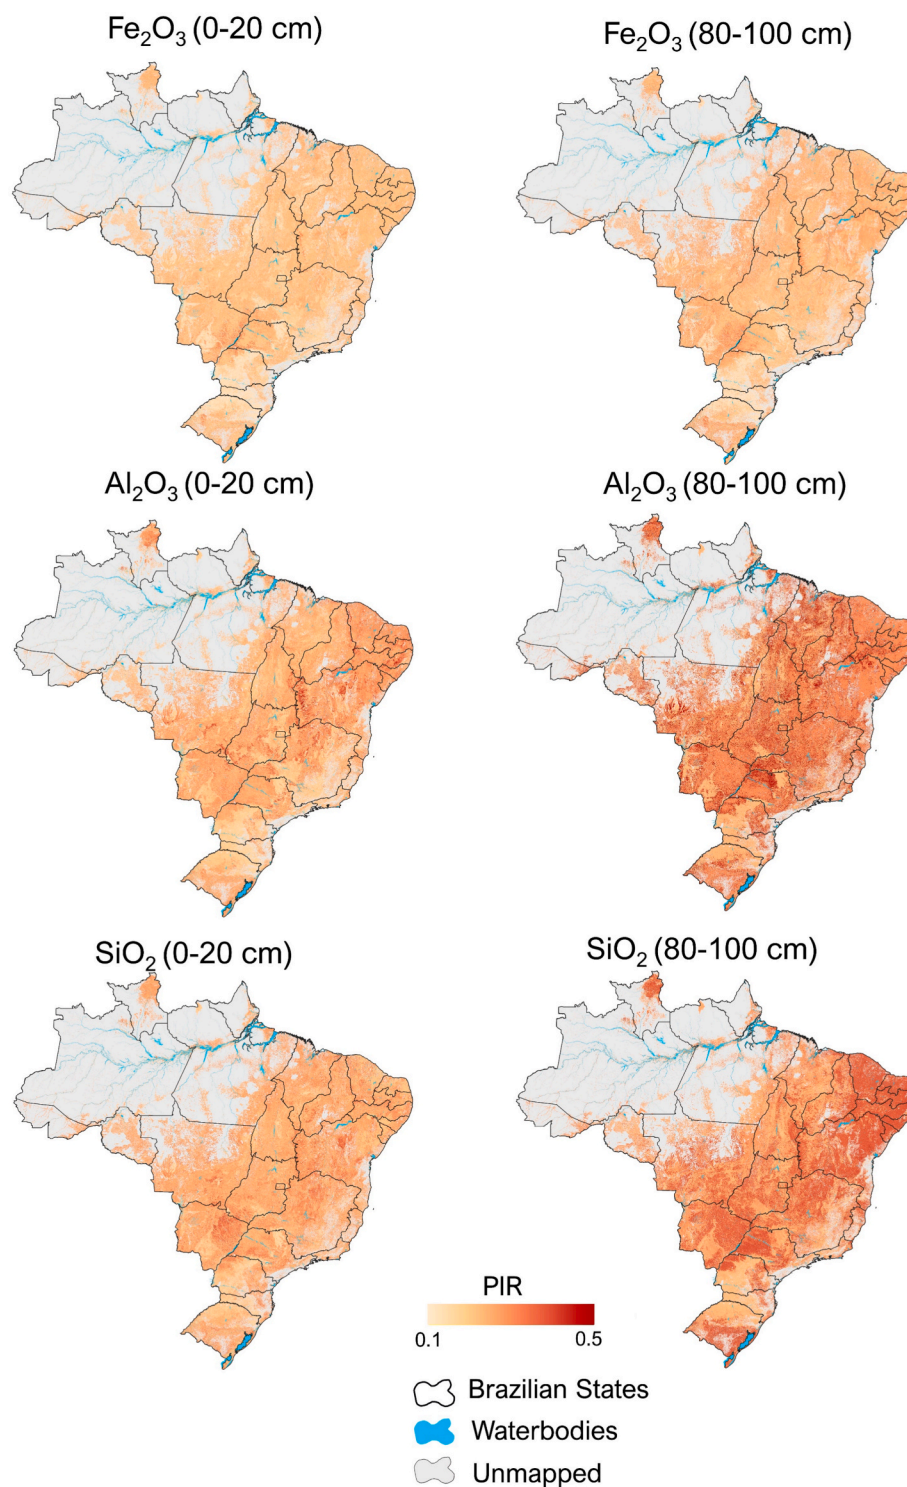 Fe₂O₃ (0-20 cm)
Fe₂O₃ (80-100 cm)
Al₂O₃ (0-20 cm)
Al₂O₃ (80-100 cm)
SiO₂ (0-20 cm)
SiO₂ (80-100 cm)
PIR
0.1 0.5
Brazilian States
Waterbodies
Unmapped